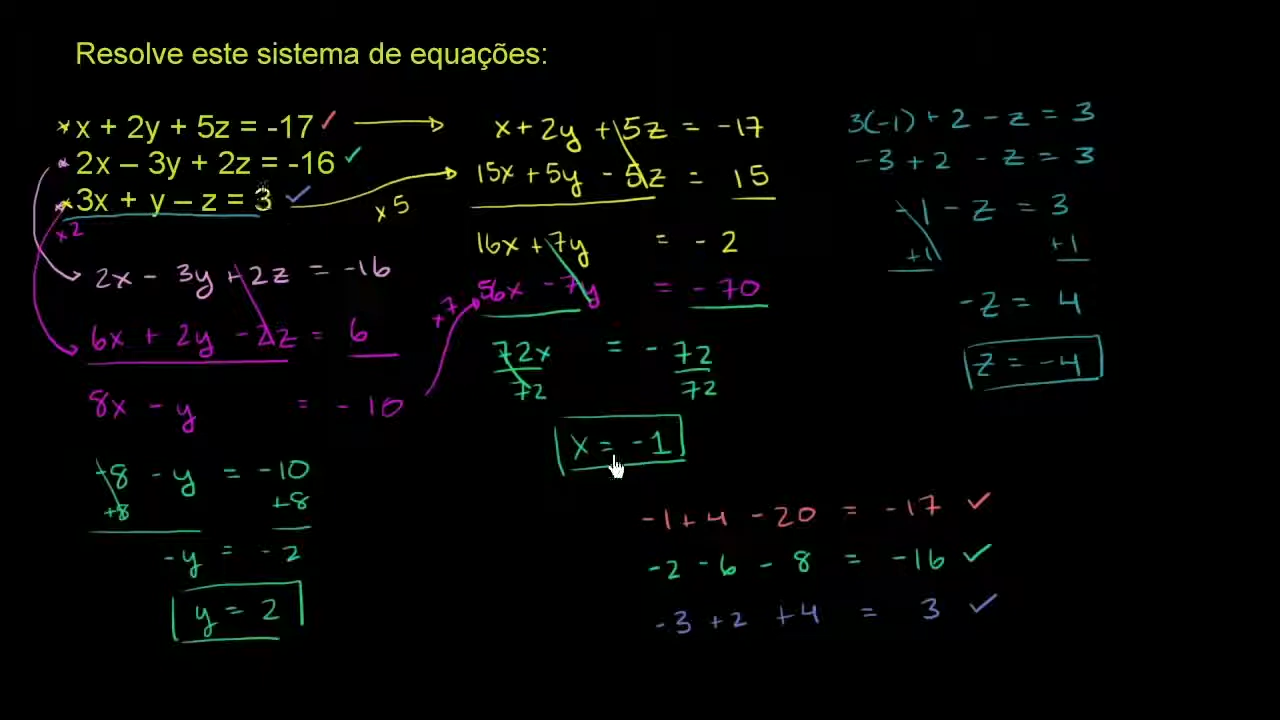 Resolve este sistema de equações:
x + 2y + 5z = -17 ✓
2x – 3y + 2z = -16 ✓
3x + y – z = 3 ✓
x2
x5
2x - 3y + 2z = -16
6x + 2y - 2z = 6
8x - y = -10
x7
-8 - y = -10
+8 +8
-y = -2
y = 2
x + 2y + 5z = -17
15x + 5y - 5z = 15
16x + 7y = -2
56x - 7y = -70
72x = -72
72 72
x = -1
3(-1) + 2 - z = 3
-3 + 2 - z = 3
-1 - z = 3
+1 +1
-z = 4
z = -4
-1 + 4 - 20 = -17 ✓
-2 - 6 - 8 = -16 ✓
-3 + 2 + 4 = 3 ✓